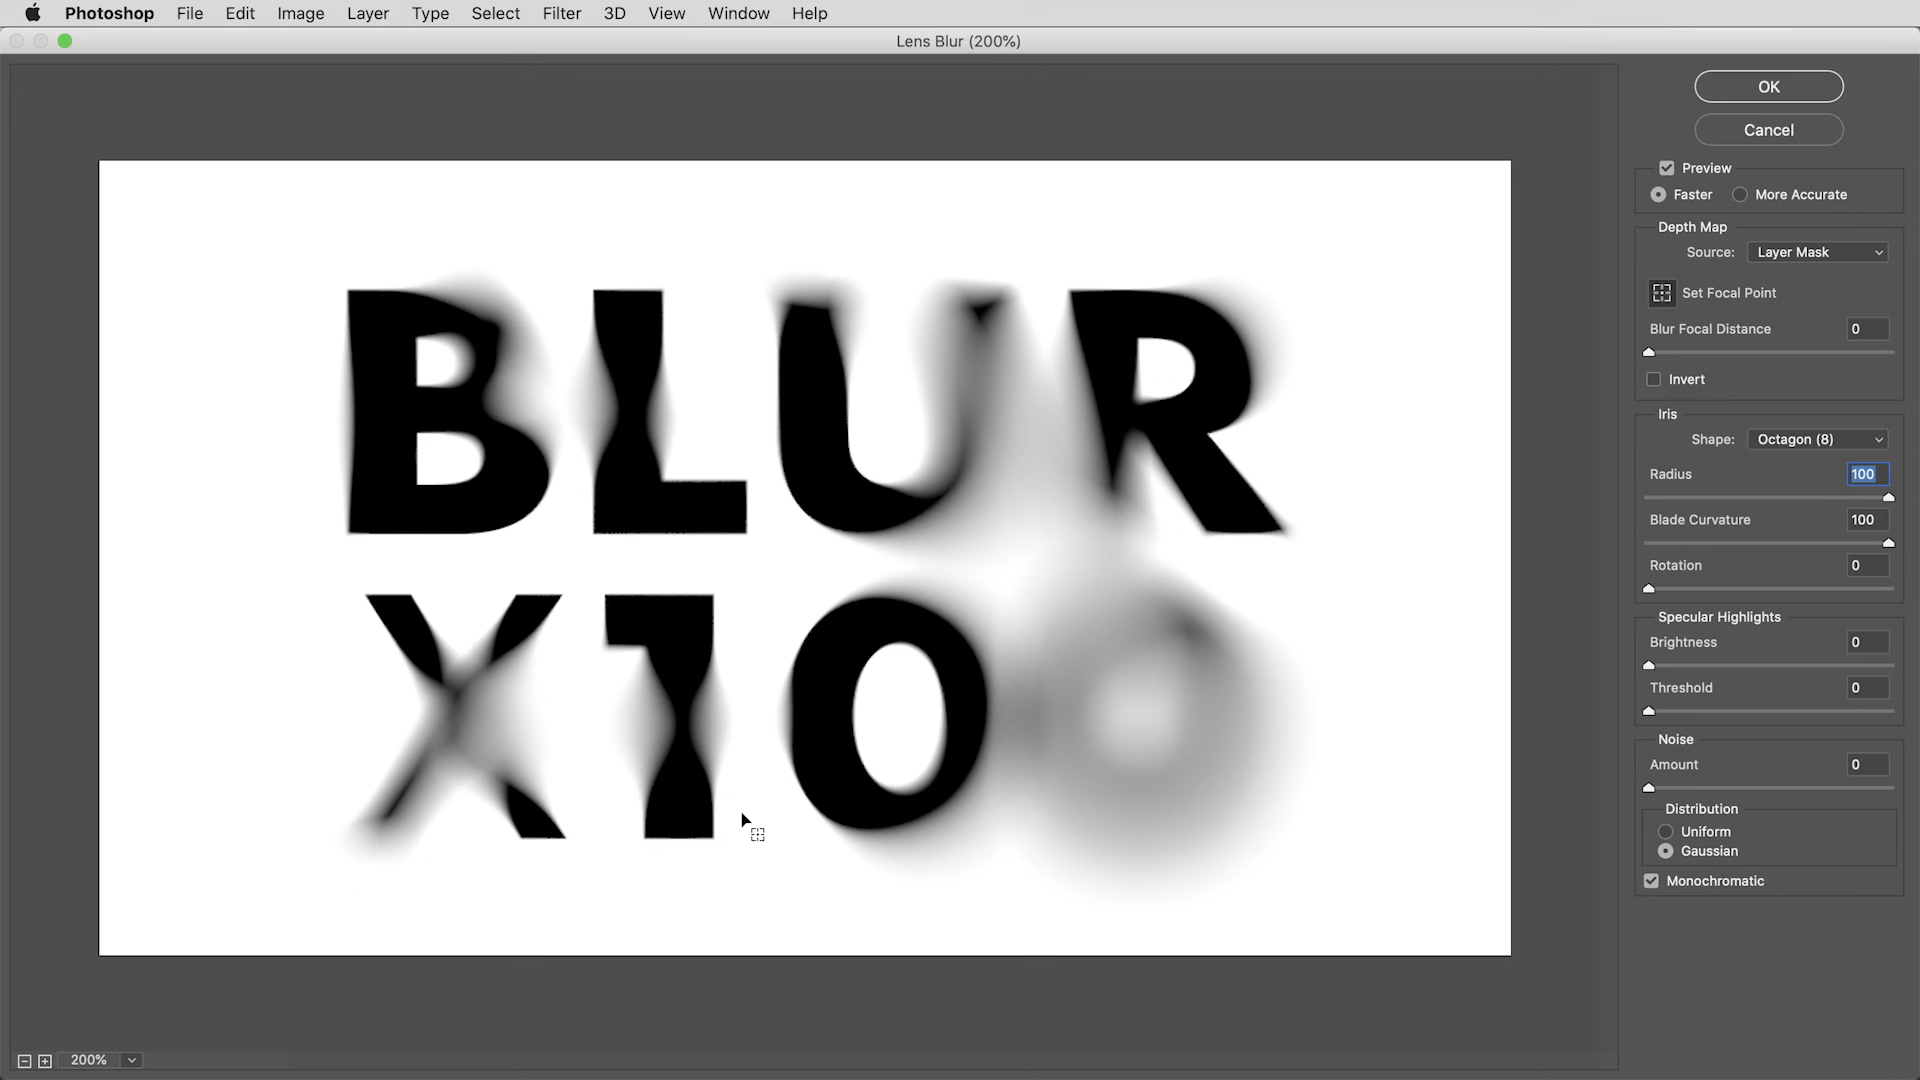 Photoshop File Edit Image Layer Type Select Filter 3D View Window Help
Lens Blur (200%)
OK
Cancel
Preview
Faster More Accurate
Depth Map
Source: Layer Mask
Set Focal Point
Blur Focal Distance 0
Invert
Iris
Shape: Octagon (8)
Radius 100
Blade Curvature 100
Rotation 0
Specular Highlights
Brightness 0
Threshold 0
Noise
Amount 0
Distribution
Uniform
Gaussian
Monochromatic
BLUR
X100
200%